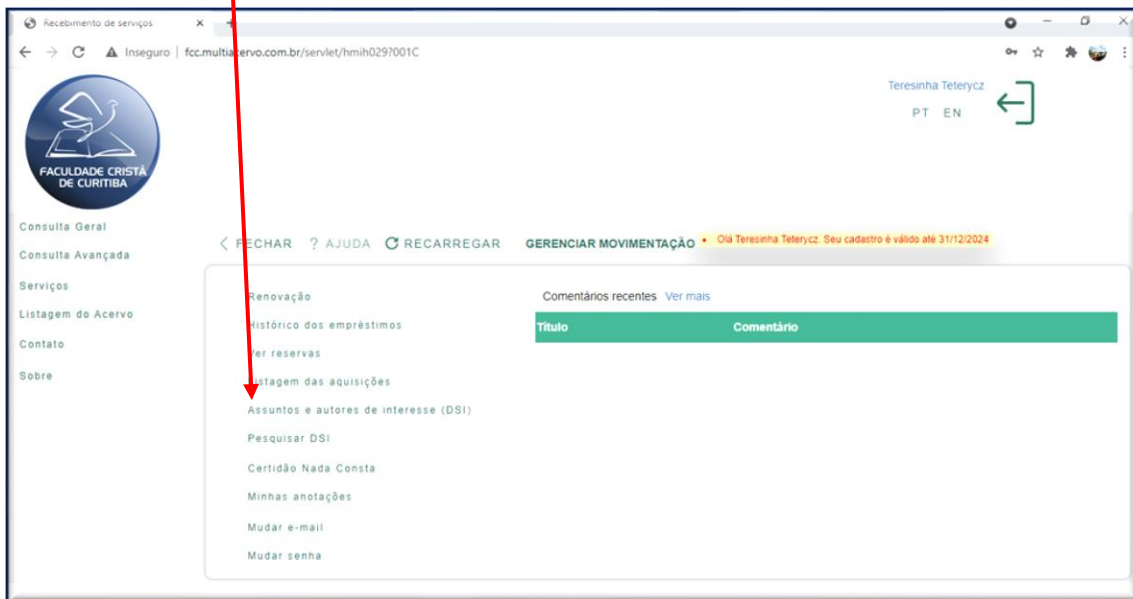 Recebimento de serviços
Inseguro | fcc.multiacervo.com.br/servlet/hmih029?001C
Teresinha Teterycz
PT EN
FACULDADE CRISTÃ
DE CURITIBA
Consulta Geral
Consulta Avançada
Serviços
Listagem do Acervo
Contato
Sobre
FECHAR ? AJUDA RECARREGAR GERENCIAR MOVIMENTAÇÃO • Olá Teresinha Teterycz. Seu cadastro é válido até 31/12/2024
Renovação
Histórico dos empréstimos
Ver reservas
Listagem das aquisições
Assuntos e autores de interesse (DSI)
Pesquisar DSI
Certidão Nada Consta
Minhas anotações
Mudar e-mail
Mudar senha
Comentários recentes Ver mais
Título Comentário